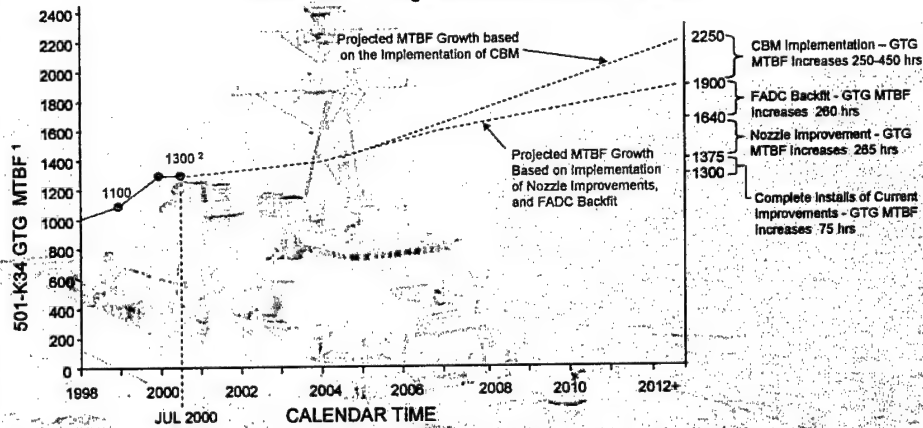 2400
2200
2000
1800
1600
1400
1200
1000
800
600
400
200
0
501-K34 GTG MTBF 1
1100
1300 2
Projected MTBF Growth based
on the Implementation of CBM
Projected MTBF Growth
Based on Implementation
of Nozzle Improvements,
and FADC Backfit
2250
1900
1640
1375
1300
CBM Implementation – GTG
MTBF Increases 250-450 hrs
FADC Backfit - GTG MTBF
Increases 260 hrs
Nozzle Improvement - GTG
MTBF Increases 265 hrs
Complete Installs of Current
Improvements - GTG MTBF
Increases 75 hrs
1998
2000
2002
2004
2006
2008
2010
2012+
JUL 2000
CALENDAR TIME